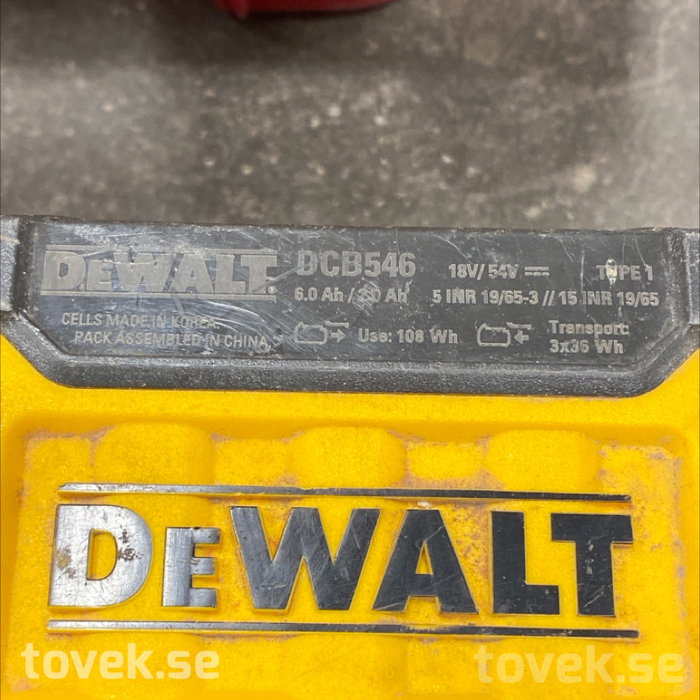 DEWALT DCB546 18V/54V TYPE 1
6.0 Ah / 2.0 Ah 5 INR 19/65-3 // 15 INR 19/65
CELLS MADE IN KOREA
PACK ASSEMBLED IN CHINA
Use: 108 Wh
Transport:
3x36 Wh
DEWALT
tovek.se tovek.se